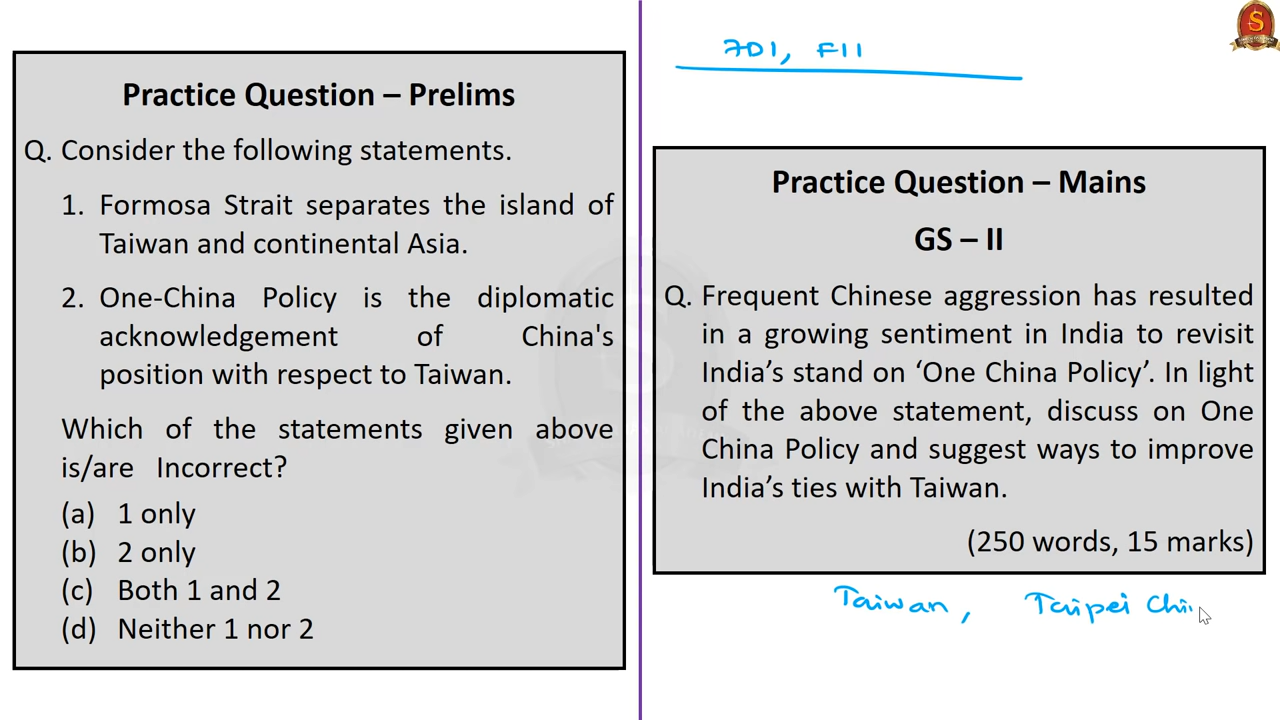 Practice Question – Prelims
Q. Consider the following statements.
1. Formosa Strait separates the island of
Taiwan and continental Asia.
2. One-China Policy is the diplomatic
acknowledgement of China's
position with respect to Taiwan.
Which of the statements given above
is/are Incorrect?
(a) 1 only
(b) 2 only
(c) Both 1 and 2
(d) Neither 1 nor 2
FDI, FII
Practice Question – Mains
GS – II
Q. Frequent Chinese aggression has resulted
in a growing sentiment in India to revisit
India’s stand on ‘One China Policy’. In light
of the above statement, discuss on One
China Policy and suggest ways to improve
India’s ties with Taiwan.
(250 words, 15 marks)
Taiwan, Taipei Chi